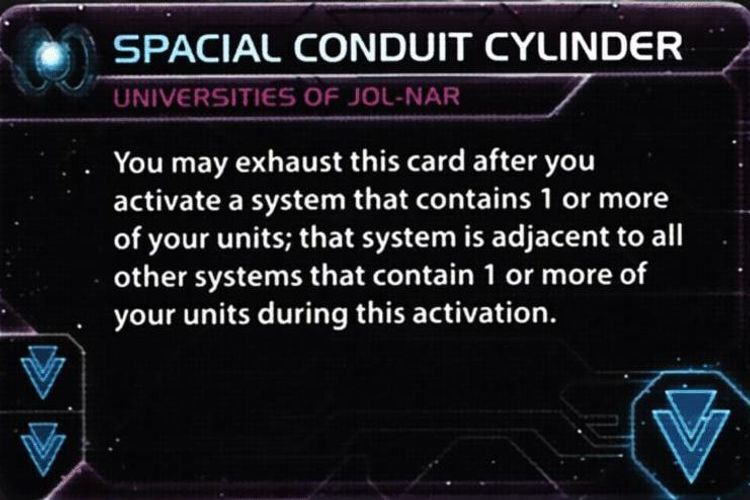 SPACIAL CONDUIT CYLINDER
UNIVERSITIES OF JOL-NAR
You may exhaust this card after you
activate a system that contains 1 or more
of your units; that system is adjacent to all
other systems that contain 1 or more of
your units during this activation.